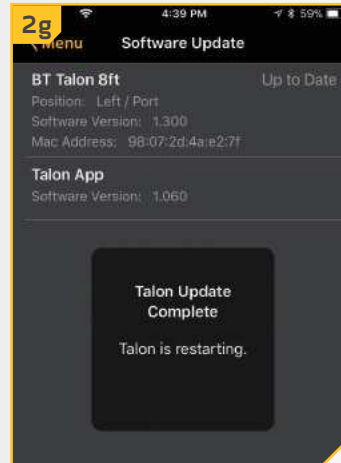 2g
4:39 PM
59%
Menu
Software Update
BT Talon 8ft
Up to Date
Position: Left / Port
Software Version: 1.300
Mac Address: 98:07:2d:4a:e2:7f
Talon App
Software Version: 1.060
Talon Update
Complete
Talon is restarting.